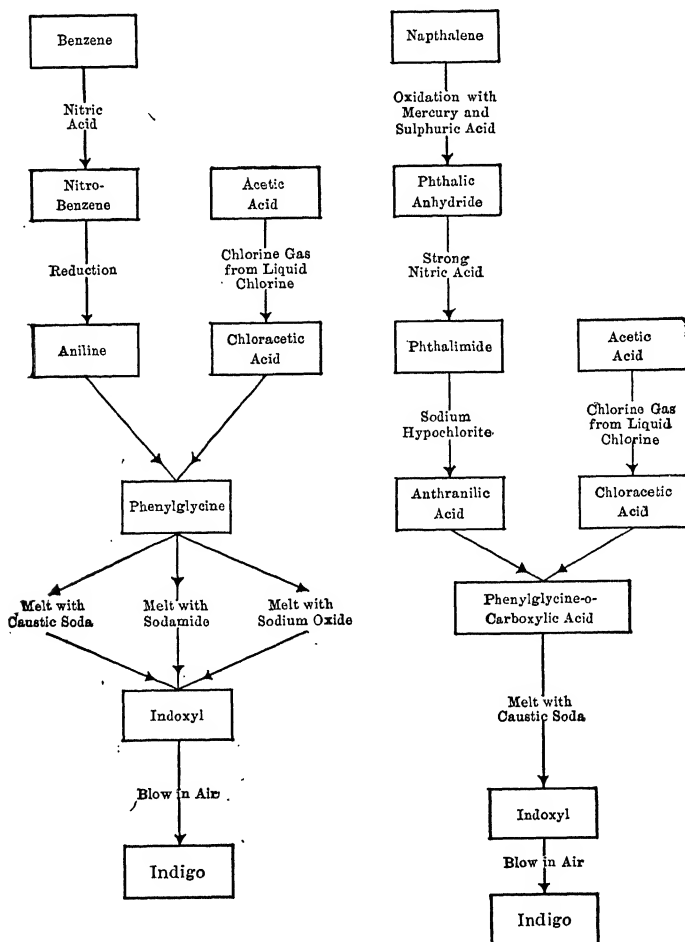 Benzene
Nitric
Acid
Nitro-
Benzene
Reduction
Aniline
Acetic
Acid
Chlorine Gas
from Liquid
Chlorine
Chloracetic
Acid
Phenylglycine
Melt with
Caustic Soda
Melt with
Sodamide
Melt with
Sodium Oxide
Indoxyl
Blow in Air
Indigo
Napthalene
Oxidation with
Mercury and
Sulphuric Acid
Phthalic
Anhydride
Strong
Nitric Acid
Phthalimide
Sodium
Hypochlorite
Anthranilic
Acid
Acetic
Acid
Chlorine Gas
from Liquid
Chlorine
Chloracetic
Acid
Phenylglycine-o-
Carboxylic Acid
Melt with
Caustic Soda
Indoxyl
Blow in Air
Indigo